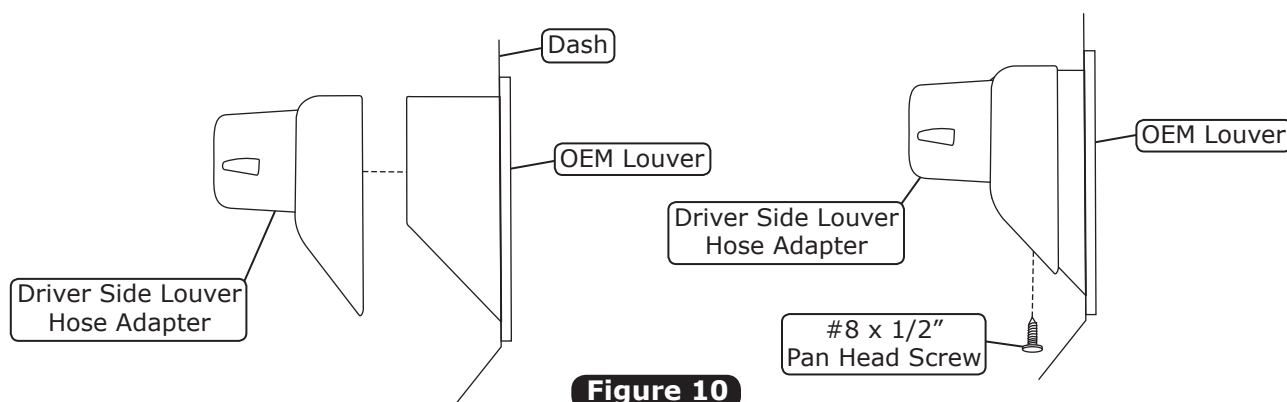 Dash
OEM Louver
Driver Side Louver
Hose Adapter
OEM Louver
Driver Side Louver
Hose Adapter
#8 x 1/2”
Pan Head Screw
Figure 10